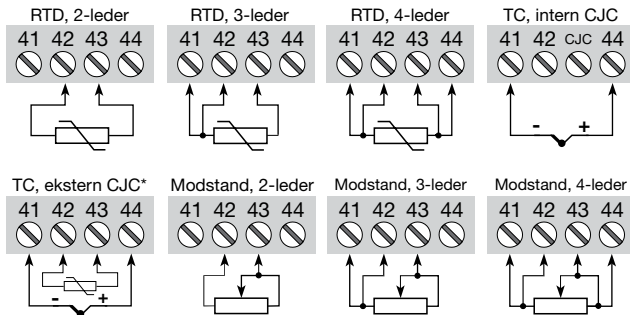 RTD, 2-leder
41 42 43 44
RTD, 3-leder
41 42 43 44
RTD, 4-leder
41 42 43 44
TC, intern CJC
41 42 CJC 44
- +
TC, ekstern CJC*
41 42 43 44
- +
Modstand, 2-leder
41 42 43 44
Modstand, 3-leder
41 42 43 44
Modstand, 4-leder
41 42 43 44